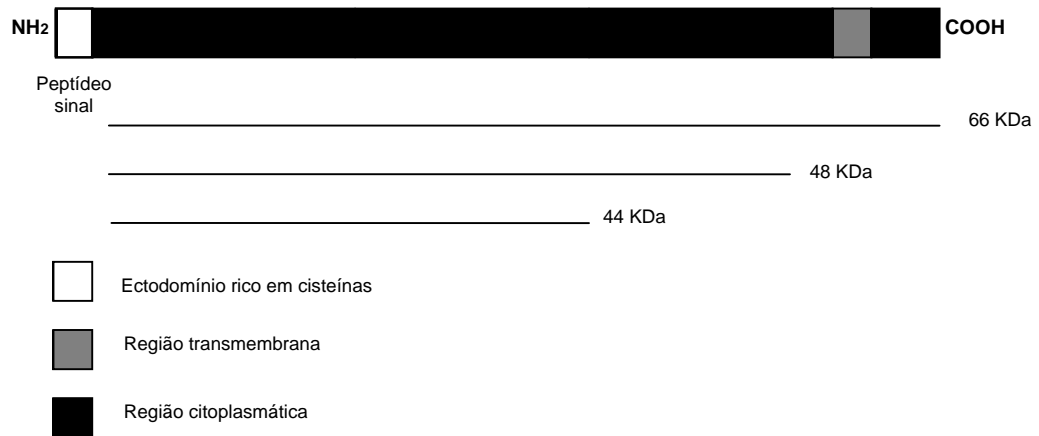 NH2 COOH
Peptídeo
sinal
66 KDa
48 KDa
44 KDa
Ectodomínio rico em cisteínas
Região transmembrana
Região citoplasmática